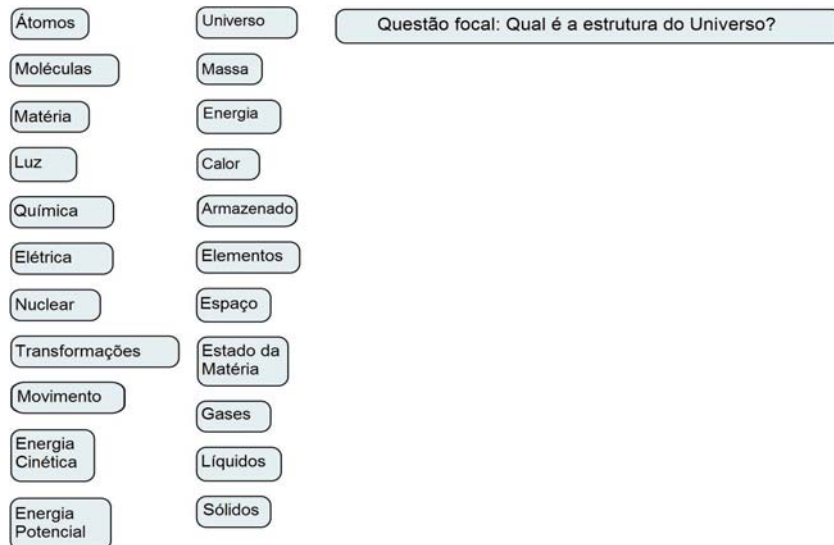 Átomos
Moléculas
Matéria
Luz
Química
Elétrica
Nuclear
Transformações
Movimento
Energia
Cinética
Energia
Potencial
Universo
Massa
Energia
Calor
Armazenado
Elementos
Espaço
Estado da
Matéria
Gases
Líquidos
Sólidos
Questão focal: Qual é a estrutura do Universo?